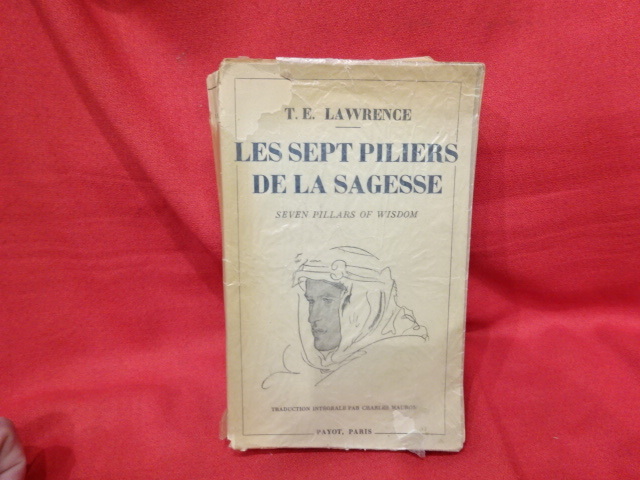 T. E. LAWRENCE
LES SEPT PILIERS
DE LA SAGESSE
SEVEN PILLARS OF WISDOM
TRADUCTION INTÉGRALE PAR CHARLES MAURON
PAYOT, PARIS